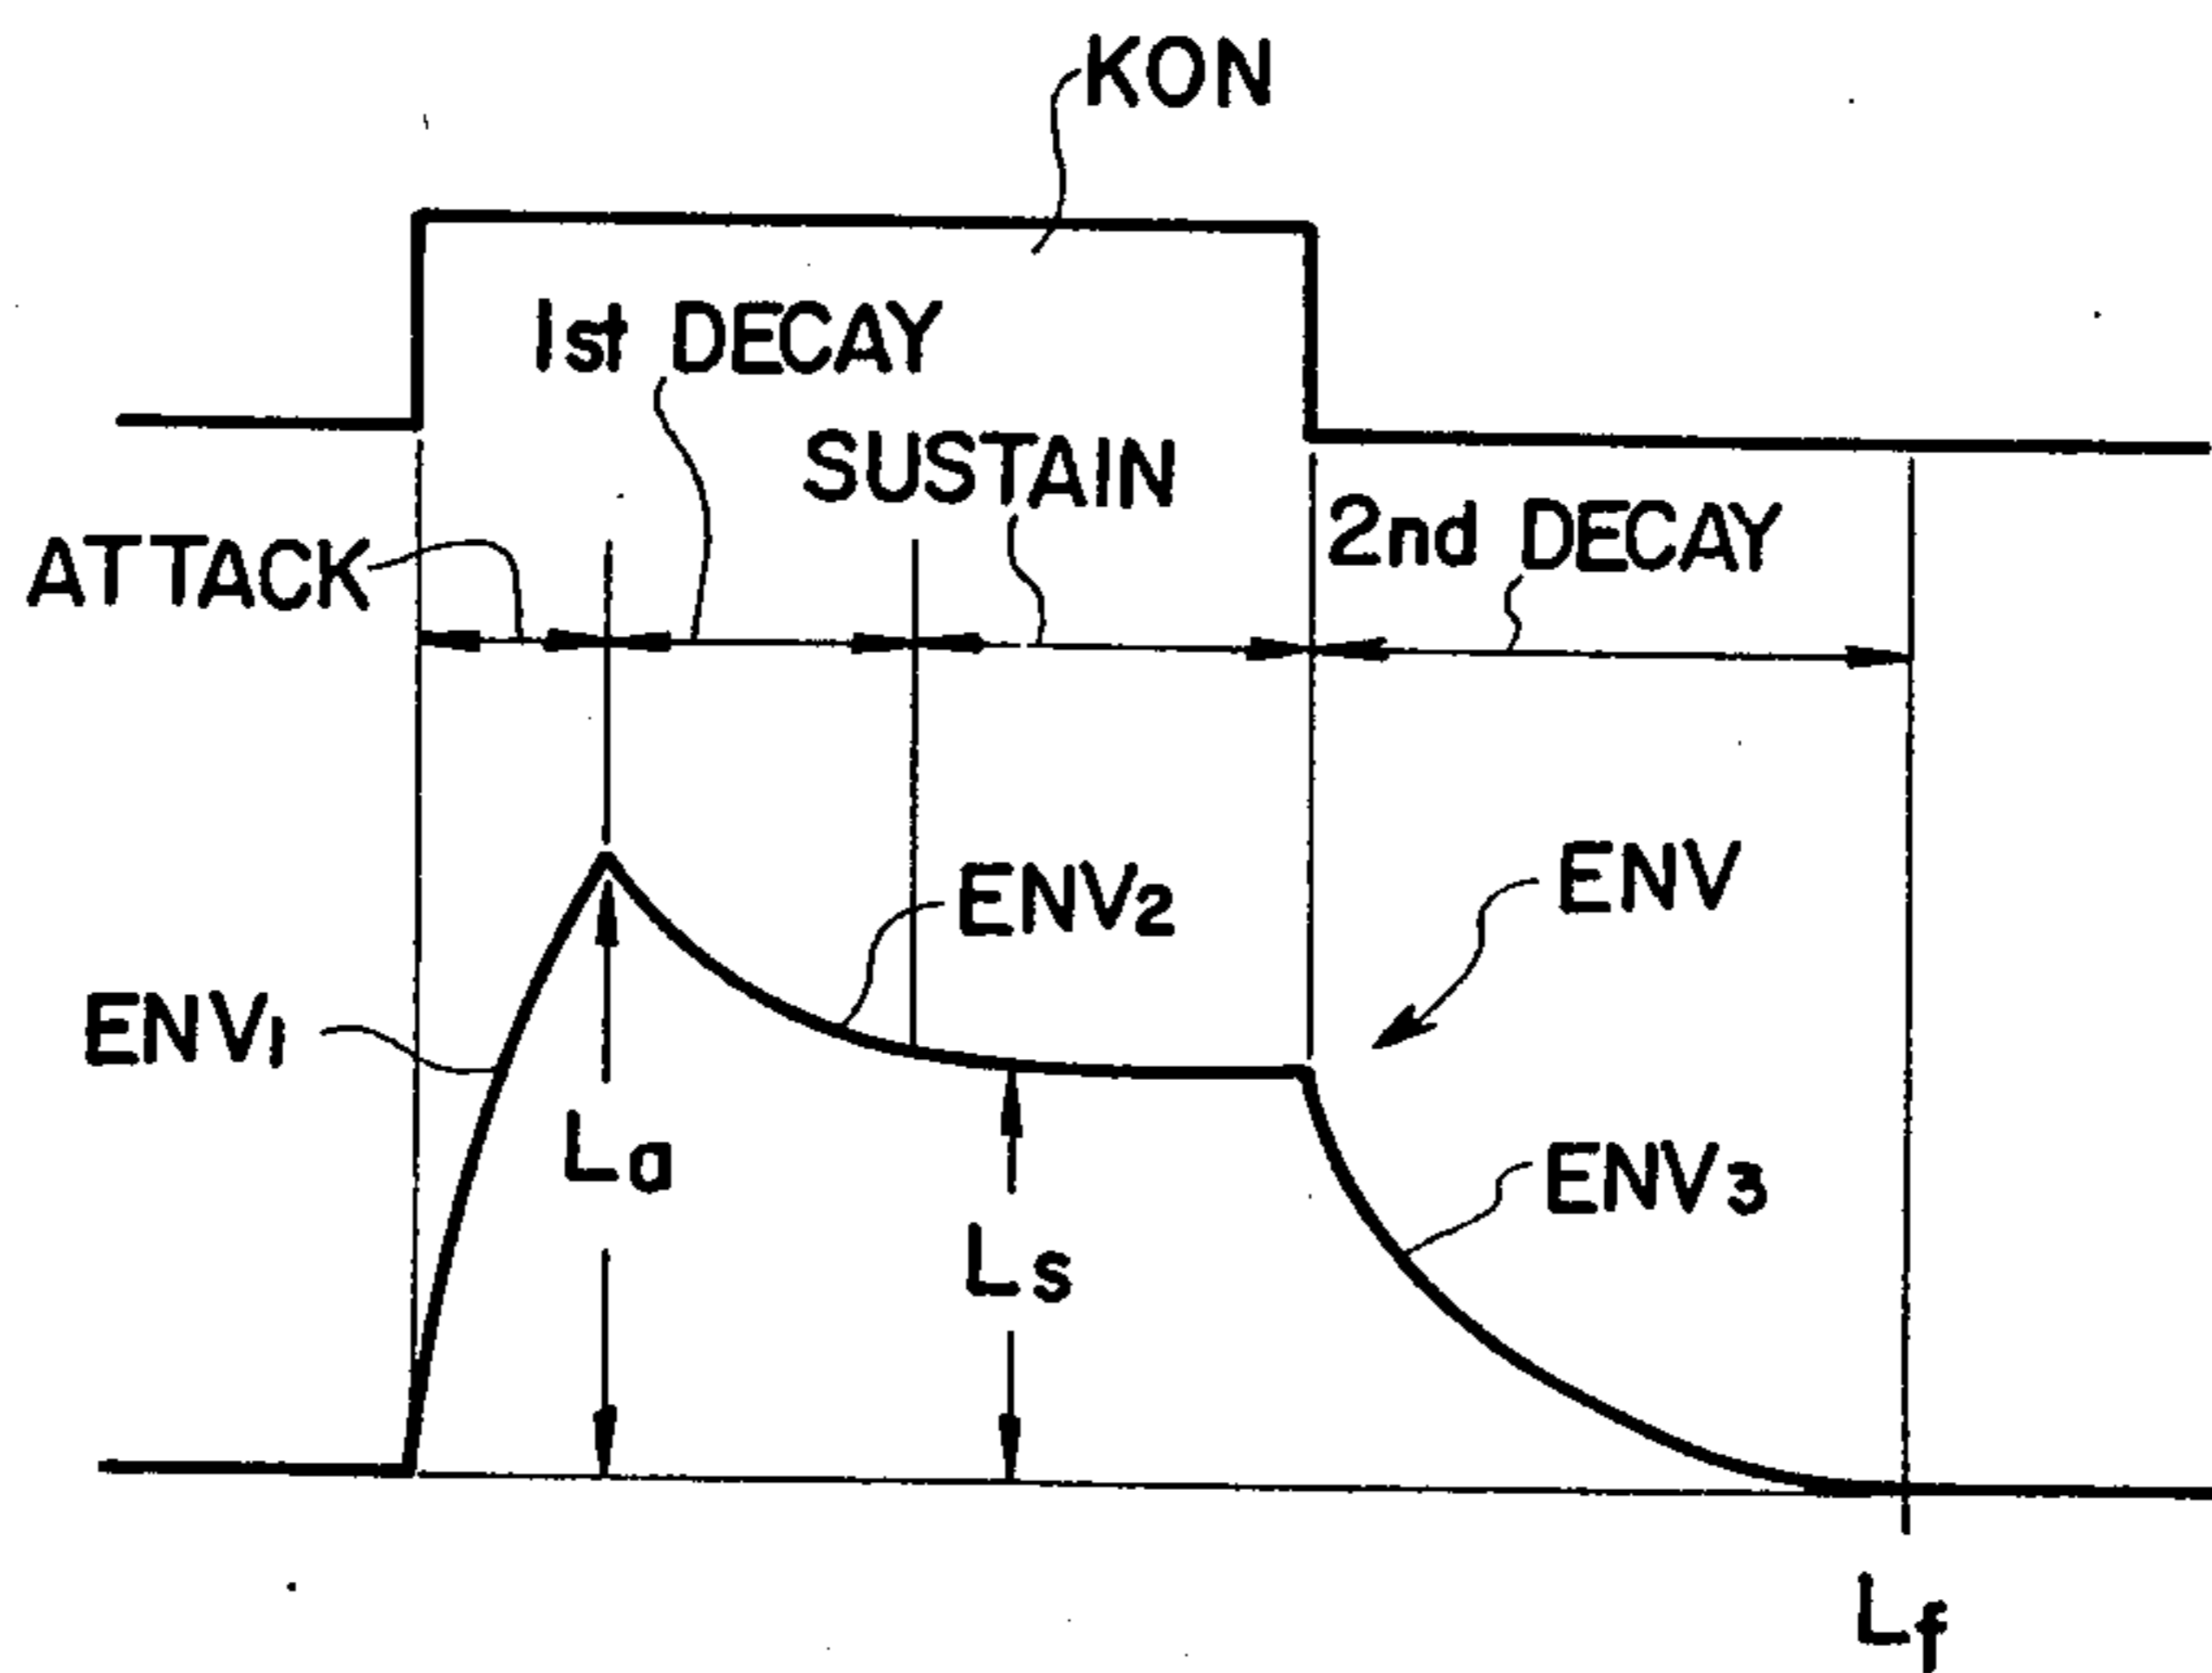 KON
1st DECAY
SUSTAIN
2nd DECAY
ATTACK
ENV2
ENV
ENV1
La
ENV3
Ls
Lf